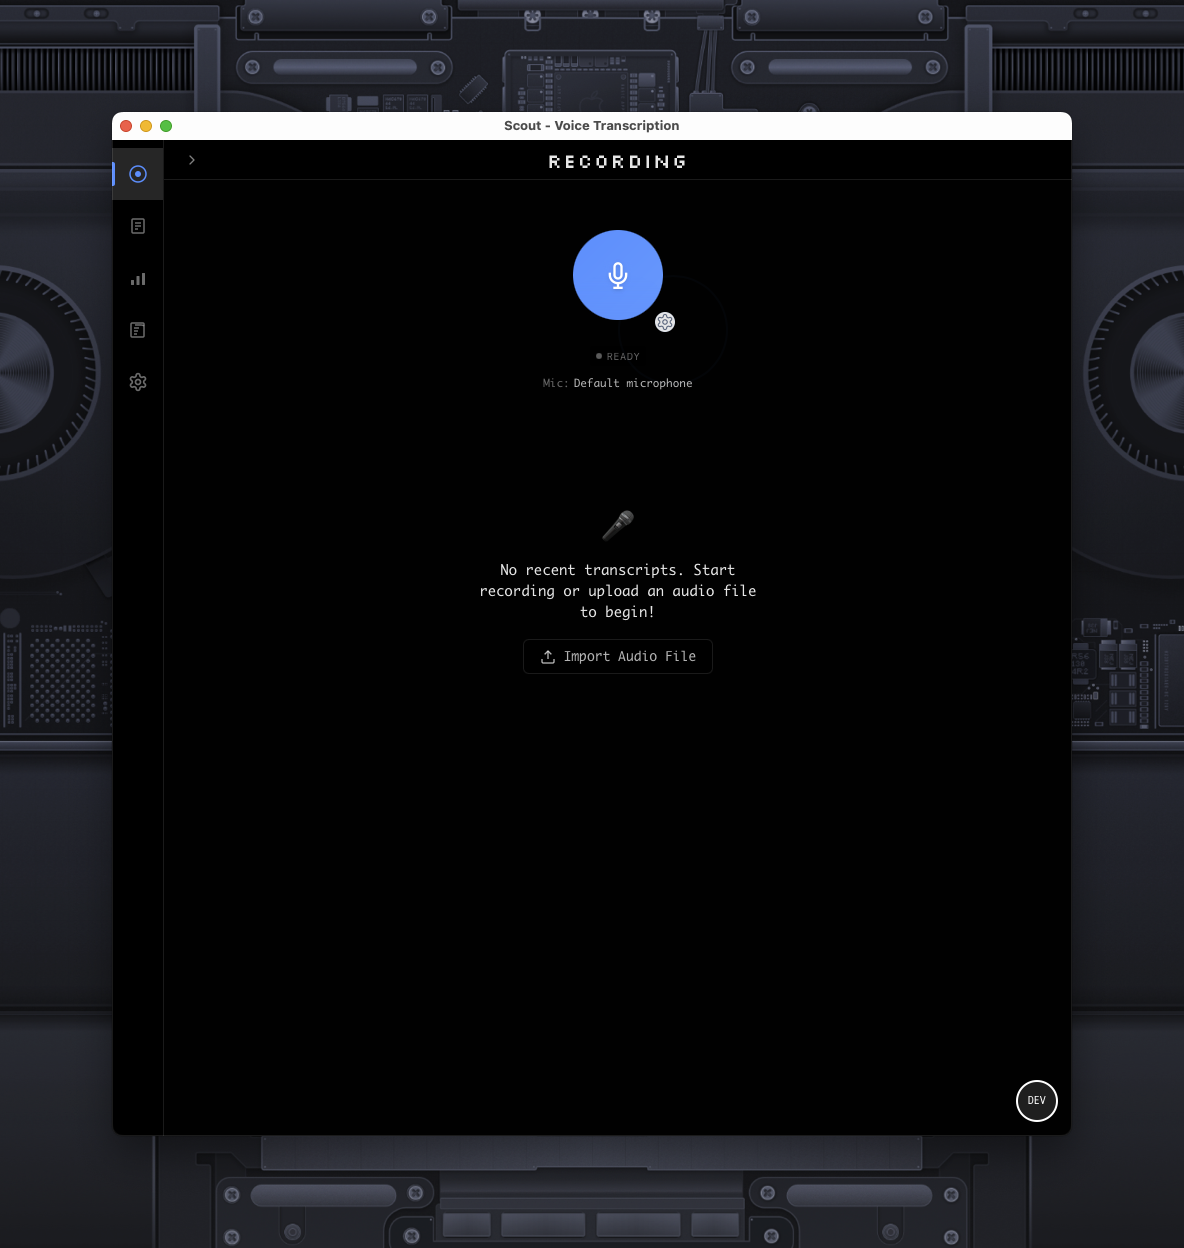 Scout - Voice Transcription
RECORDING
READY
Mic: Default microphone
No recent transcripts. Start
recording or upload an audio file
to begin!
Import Audio File
DEV